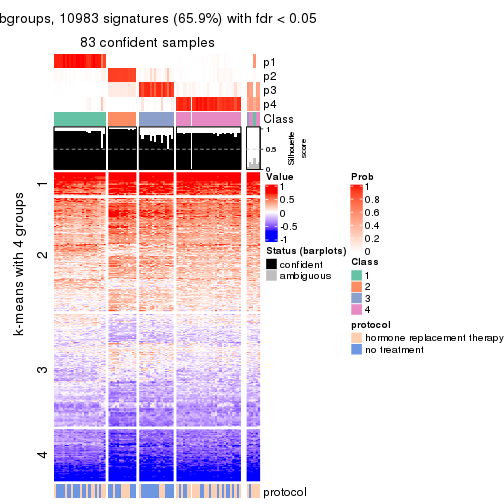 bgroups, 10983 signatures (65.9%) with fdr < 0.05
83 confident samples
p1
p2
p3
p4
Class
1
0.5
0
Silhouette
score
k-means with 4 groups
1
2
3
4
protocol
Value
1
0.5
0
-0.5
-1
Status (barplots)
confident
ambiguous
Prob
1
0.8
0.6
0.4
0.2
0
Class
1
2
3
4
protocol
hormone replacement therapy
no treatment